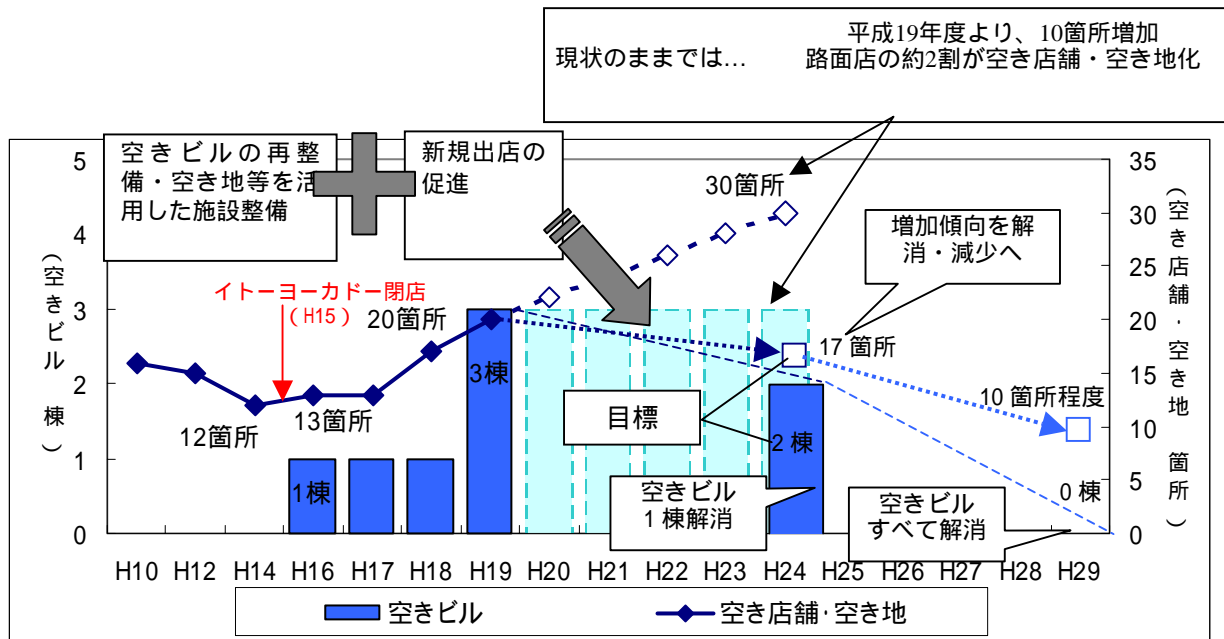 現状のままでは…
平成19年度より、10箇所増加
路面店の約2割が空き店舗・空き地化
空きビルの再整
備・空き地等を活
用した施設整備
新規出店の
促進
30箇所
増加傾向を解
消・減少へ
イトーヨーカドー閉店
（H15）
20箇所
17 箇所
12箇所
13箇所
3棟
目標
10 箇所程度
1棟
2 棟
空きビル
1 棟解消
空きビル
すべて解消
0 棟
5
4
3
2
1
0
（空きビル 棟）
35
30
25
20
15
10
5
0
（空き店舗・空き地 箇所）
H10 H12 H14 H16 H17 H18 H19 H20 H21 H22 H23 H24 H25 H26 H27 H28 H29
空きビル
空き店舗・空き地